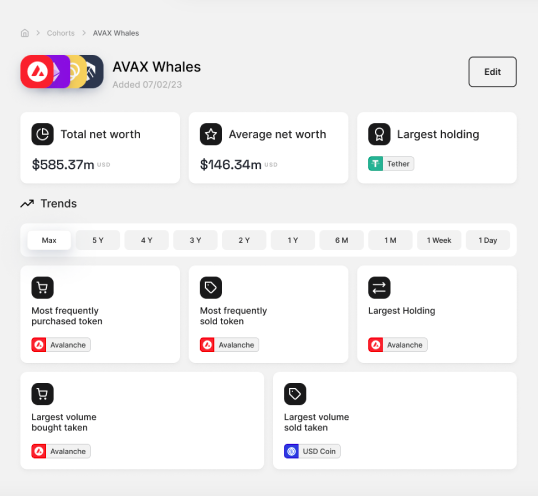 Cohorts
AVAX Whales
AVAX Whales
Added 07/02/23
Edit
Total net worth
$585.37m USD
Average net worth
$146.34m USD
Largest holding
Tether
Trends
Max
5 Y
4 Y
3 Y
2 Y
1 Y
6 M
1 M
1 Week
1 Day
Most frequently
purchased token
Avalanche
Most frequently
sold token
Avalanche
Largest Holding
Avalanche
Largest volume
bought taken
Avalanche
Largest volume
sold taken
USD Coin